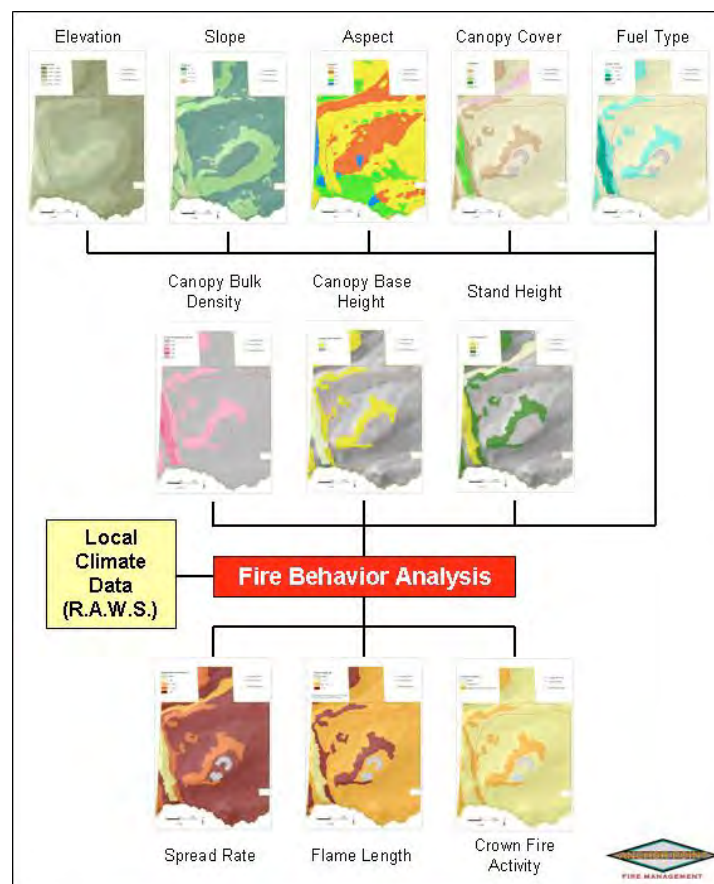 Elevation
Slope
Aspect
Canopy Cover
Fuel Type
Canopy Bulk
Density
Canopy Base
Height
Stand Height
Local
Climate
Data
(R.A.W.S.)
Fire Behavior Analysis
Spread Rate
Flame Length
Crown Fire
Activity
FIRE MANAGEMENT